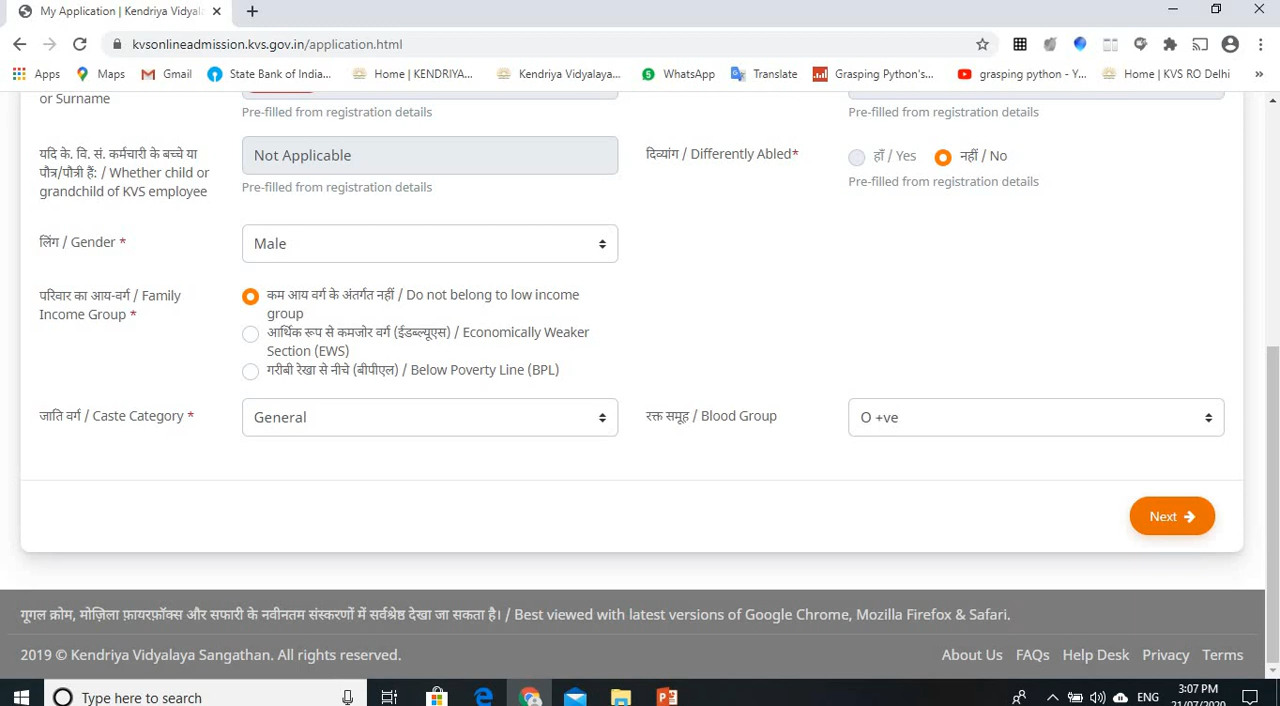 My Application | Kendriya Vidyal
kvsonlineadmission.kvs.gov.in/application.html
Apps Maps Gmail State Bank of India... Home | KENDRIYA... Kendriya Vidyalaya... WhatsApp Translate Grasping Python's... grasping python - Y... Home | KVS RO Delhi »
or Surname
Pre-filled from registration details
Pre-filled from registration details
यदि के. वि. सं. कर्मचारी के बच्चे या
पौत्र/पौत्री हैं: / Whether child or
grandchild of KVS employee
Not Applicable
Pre-filled from registration details
दिव्यांग / Differently Abled*
हाँ / Yes नहीं / No
Pre-filled from registration details
लिंग / Gender *
Male
परिवार का आय-वर्ग / Family
Income Group *
कम आय वर्ग के अंतर्गत नहीं / Do not belong to low income
group
आर्थिक रूप से कमजोर वर्ग (ईडब्ल्यूएस) / Economically Weaker
Section (EWS)
गरीबी रेखा से नीचे (बीपीएल) / Below Poverty Line (BPL)
जाति वर्ग / Caste Category *
General
रक्त समूह / Blood Group
O +ve
Next
गूगल क्रोम, मोज़िला फ़ायरफ़ॉक्स और सफारी के नवीनतम संस्करणों में सर्वश्रेष्ठ देखा जा सकता है। / Best viewed with latest versions of Google Chrome, Mozilla Firefox & Safari.
2019 © Kendriya Vidyalaya Sangathan. All rights reserved.
About Us FAQs Help Desk Privacy Terms
Type here to search
ENG
3:07 PM
21/07/2020